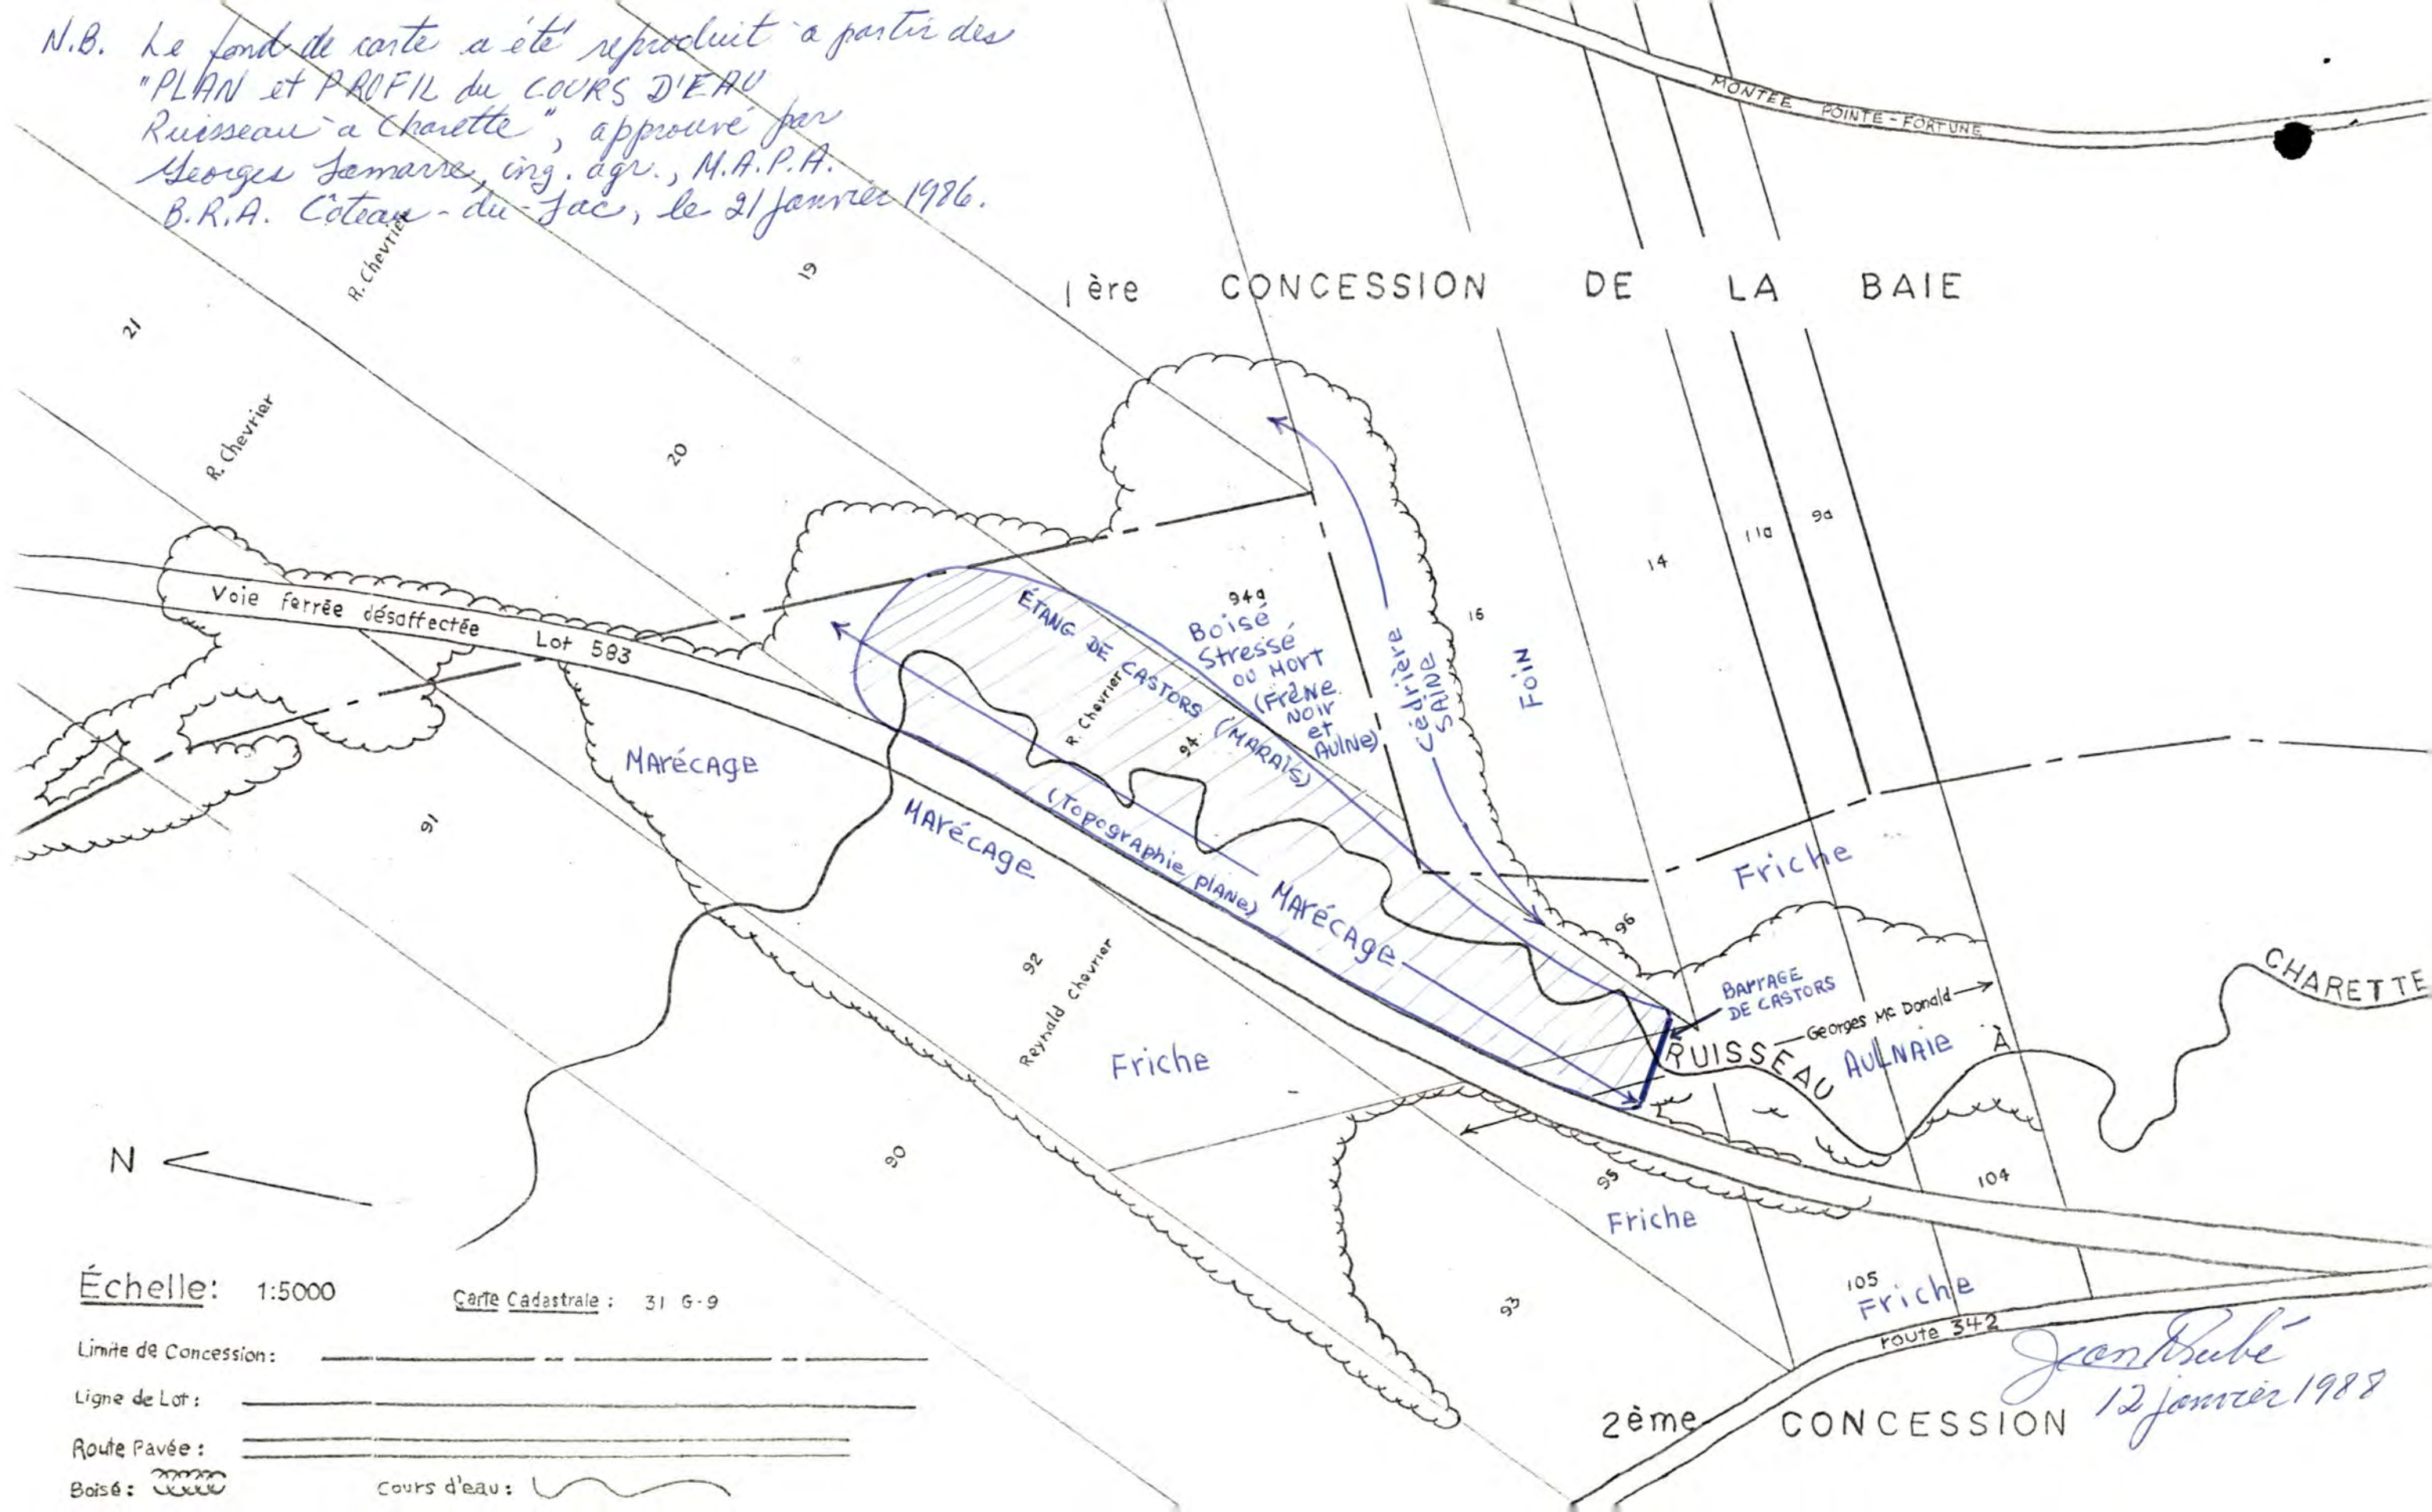 N.B. Le fond de carte a été reproduit à partir des
"PLAN et PROFIL du COURS D'EAU
Ruisseau à Charette", approuvé par
Georges Lamarre, ing. agr., M.A.P.A.
B.R.A. Côteau-du-Lac, le 21 janvier 1986.
MONTÉE POINTE-FORTUNE
1ère CONCESSION DE LA BAIE
R. Chevrier
19
21
R. Chevrier
20
14
11a
9a
16
Foin
Voie ferrée désaffectée Lot 583
94a
Boisé
Stressé
ou Mort
(Frêne
Noir
et
Aulne)
Cédrière
SAINE
ÉTANG DE CASTORS (MARAIS)
R. Chevrier
94
(Topographie plane)
Marécage
Marécage
Marécage
91
Friche
96
BARRAGE
DE CASTORS
Georges Mc Donald
RUISSEAU À CHARETTE
AULNAIE
92
Reynald Chevrier
Friche
90
95
Friche
104
93
105
Friche
route 342
N
Échelle: 1:5000
Carte Cadastrale: 31 G-9
Limite de Concession:
Ligne de Lot:
Route Pavée:
Boisé:
Cours d'eau:
2ème CONCESSION
Jean Dubé
12 janvier 1988